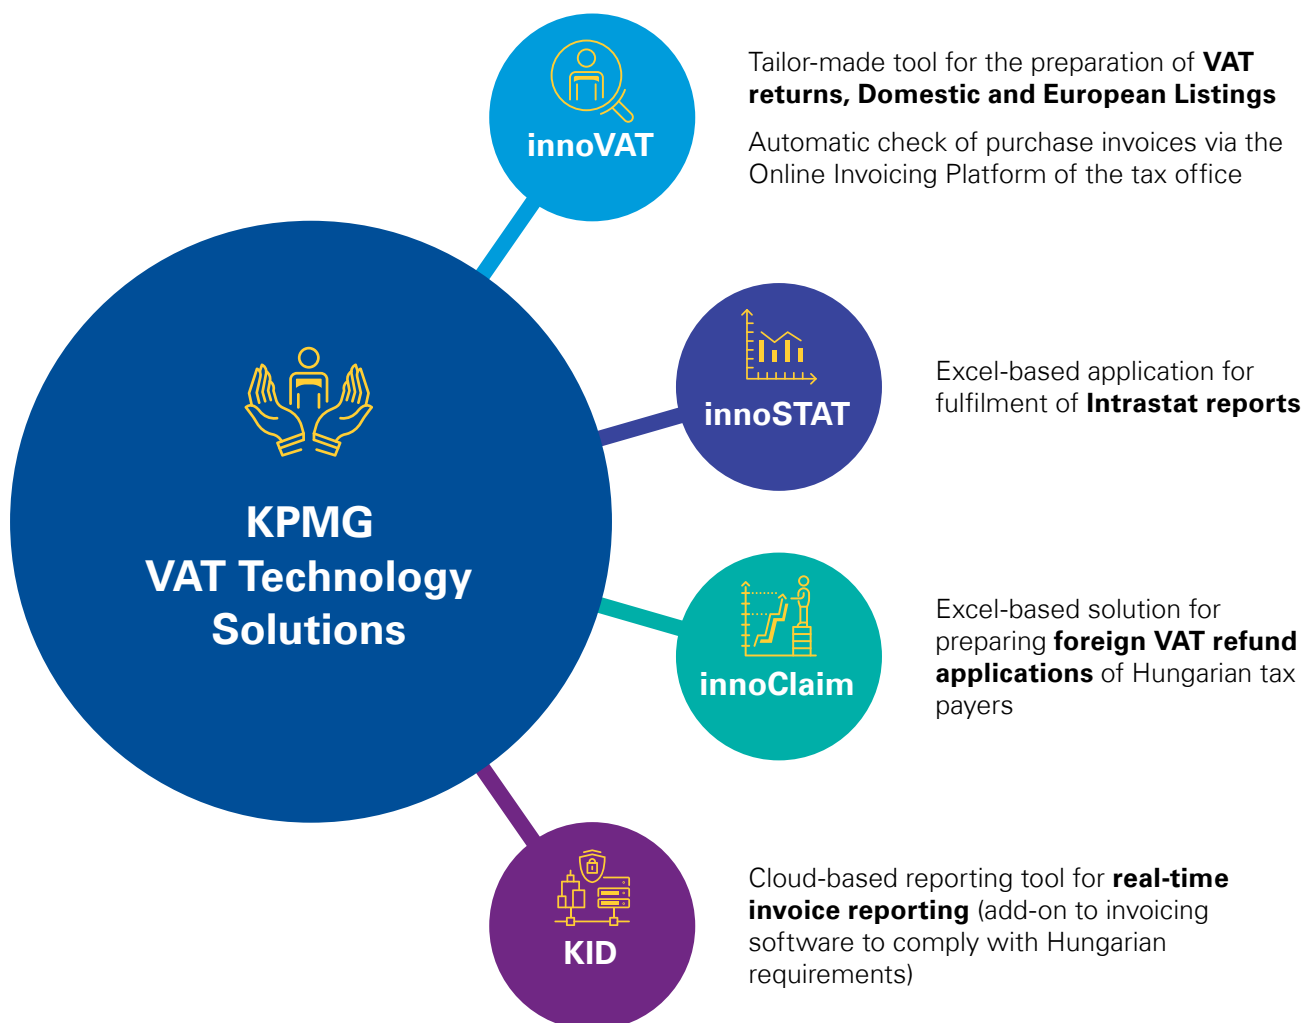 innoVAT
Tailor-made tool for the preparation of VAT
returns, Domestic and European Listings
Automatic check of purchase invoices via the
Online Invoicing Platform of the tax office
innoSTAT
Excel-based application for
fulfilment of Intrastat reports
KPMG
VAT Technology
Solutions
innoClaim
Excel-based solution for
preparing foreign VAT refund
applications of Hungarian tax
payers
KID
Cloud-based reporting tool for real-time
invoice reporting (add-on to invoicing
software to comply with Hungarian
requirements)